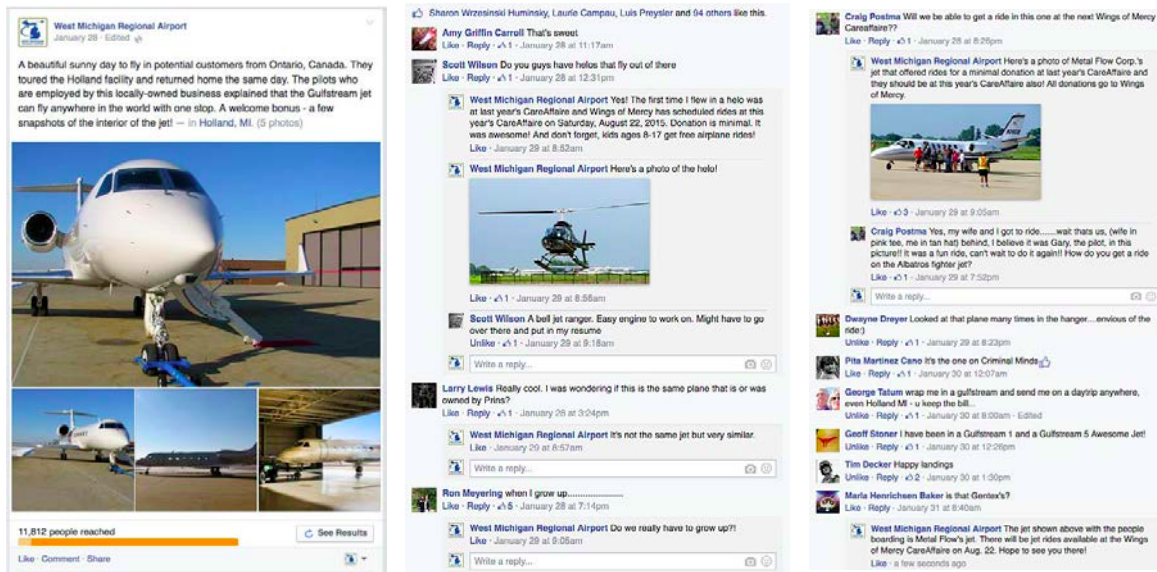 West Michigan Regional Airport
January 28 · Edited
A beautiful sunny day to fly in potential customers from Ontario, Canada. They
toured the Holland facility and returned home the same day. The pilots who
are employed by this locally-owned business explained that the Gulfstream jet
can fly anywhere in the world with one stop. A welcome bonus - a few
snapshots of the interior of the jet! — in Holland, MI. (5 photos)
11,812 people reached
See Results
Like · Comment · Share
Sharon Wrzesinski Huminsky, Laurie Campau, Luis Preysler and 94 others like this.
Amy Griffin Carroll That's sweet
Like · Reply · 1 · January 28 at 11:17am
Scott Wilson Do you guys have helos that fly out of there
Like · Reply · 1 · January 28 at 12:31pm
West Michigan Regional Airport Yes! The first time I flew in a helo was
at last year's CareAffaire and Wings of Mercy has scheduled rides at this
year's CareAffaire on Saturday, August 22, 2015. Donation is minimal. It
was awesome! And don't forget, kids ages 8-17 get free airplane rides!
Like · January 29 at 8:52am
West Michigan Regional Airport Here's a photo of the helo!
Like · 1 · January 29 at 8:56am
Scott Wilson A bell jet ranger. Easy engine to work on. Might have to go
over there and put in my resume
Unlike · 1 · January 29 at 9:18am
Write a reply...
Larry Lewis Really cool. I was wondering if this is the same plane that is or was
owned by Prins?
Like · Reply · 1 · January 28 at 3:24pm
West Michigan Regional Airport It's not the same jet but very similar.
Like · January 29 at 8:57am
Write a reply...
Ron Meyering when I grow up......................
Like · Reply · 5 · January 28 at 7:14pm
West Michigan Regional Airport Do we really have to grow up?!
Like · January 29 at 9:05am
Write a reply...
Craig Postma Will we be able to get a ride in this one at the next Wings of Mercy
Careaffair??
Like · Reply · 1 · January 28 at 8:26pm
West Michigan Regional Airport Here's a photo of Metal Flow Corp.'s
jet that offered rides for a minimal donation at last year's CareAffaire and
they should be at this year's CareAffaire also! All donations go to Wings
of Mercy.
Like · 3 · January 29 at 9:05am
Craig Postma Yes, my wife and I got to ride.......wait thats us, (wife in
pink tee, me in tan hat) behind, I believe it was Gary, the pilot, in this
picture!! It was a fun ride, can't wait to do it again!! How do you get a ride
on the Albatros fighter jet?
Like · 1 · January 29 at 7:52pm
Write a reply...
Dwayne Dreyer Looked at that plane many times in the hanger....envious of the
ride:)
Unlike · Reply · 1 · January 29 at 8:23pm
Pita Martinez Cano It's the one on Criminal Minds
Like · Reply · 1 · January 30 at 12:07am
George Tatum wrap me in a gulfstream and send me on a daytrip anywhere,
even Holland MI - u keep the bill...
Unlike · Reply · 1 · January 30 at 8:00am · Edited
Geoff Stoner I have been in a Gulfstream 1 and a Gulfstream 5 Awesome Jet!
Unlike · Reply · 1 · January 30 at 12:26pm
Tim Decker Happy landings
Unlike · Reply · 2 · January 30 at 1:30pm
Marla Henrichsen Baker is that Gentex's?
Like · Reply · January 31 at 8:40am
West Michigan Regional Airport The jet shown above with the people
boarding is Metal Flow's jet. There will be jet rides available at the Wings
of Mercy CareAffaire on Aug. 22. Hope to see you there!
Like · a few seconds ago